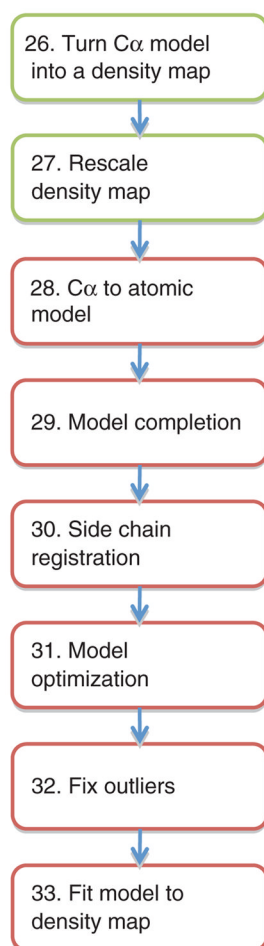 26. Turn Cα model
into a density map
27. Rescale
density map
28. Cα to atomic
model
29. Model completion
30. Side chain
registration
31. Model
optimization
32. Fix outliers
33. Fit model to
density map